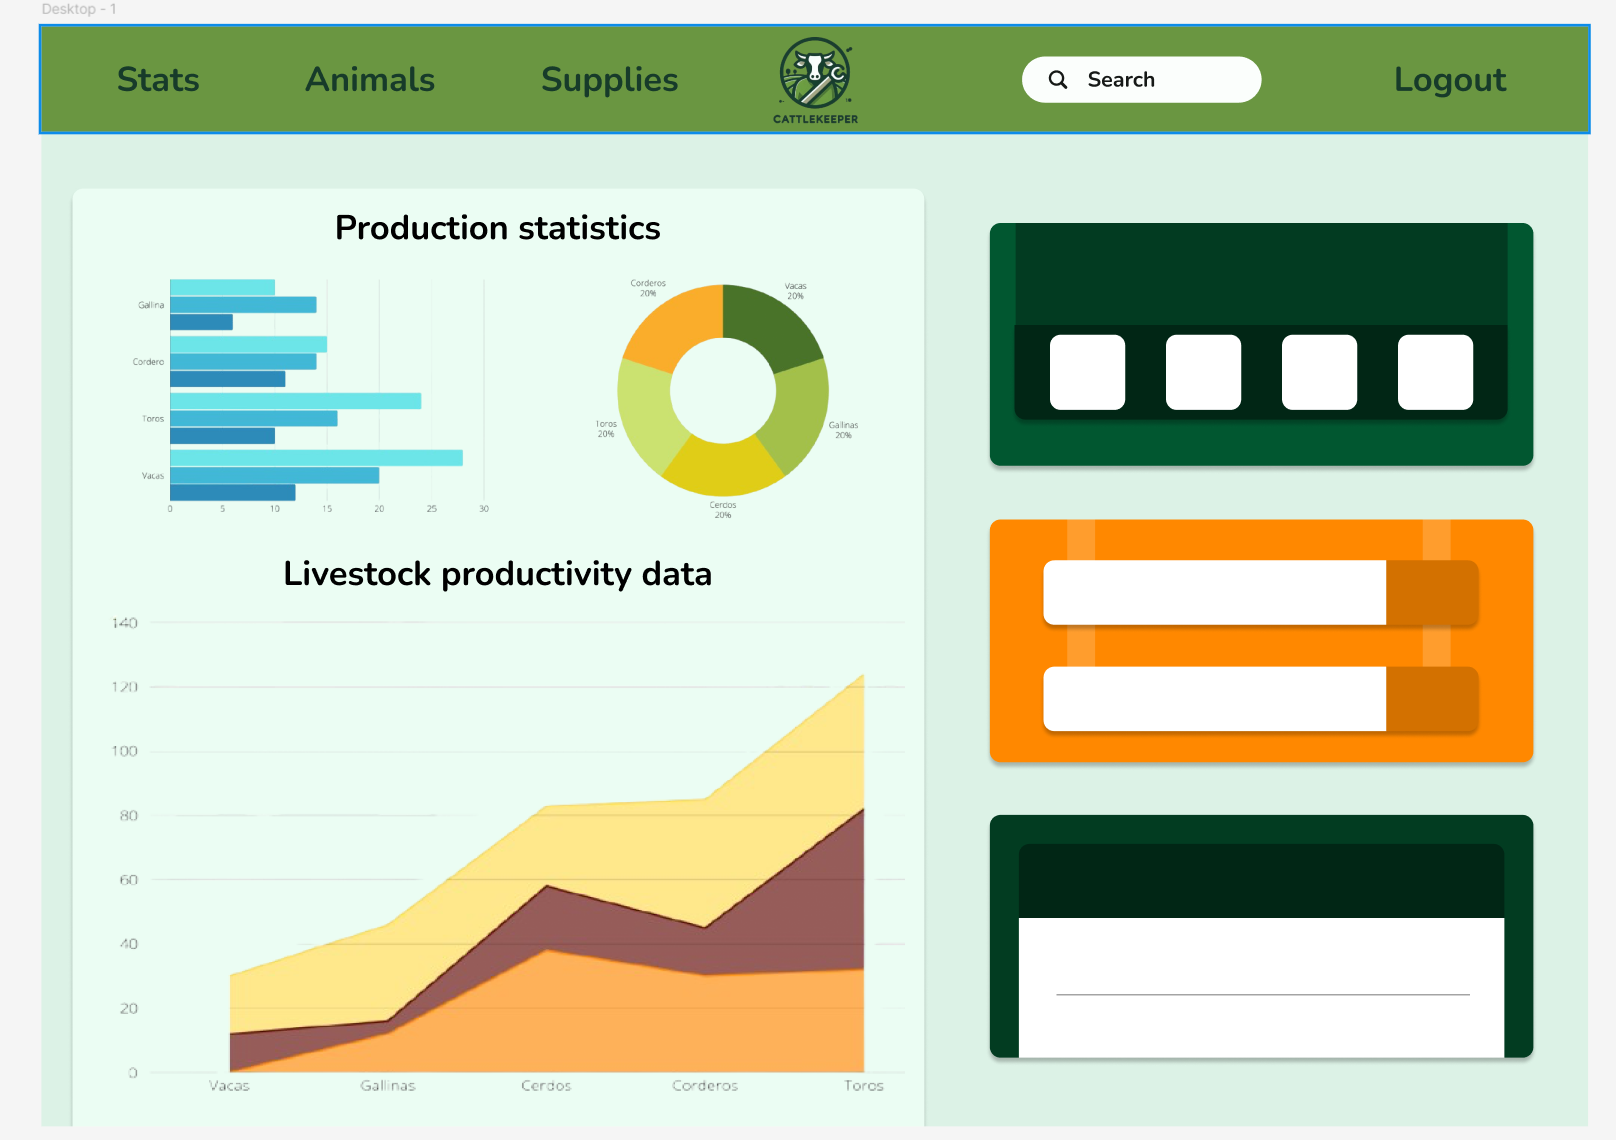 Desktop - 1
Stats
Animals
Supplies
CATTLEKEEPER
Search
Logout
Production statistics
Gallina
Cordero
Toros
Vacas
0 5 10 15 20 25 30
Corderos
20%
Vacas
20%
Toros
20%
Gallinas
20%
Cerdos
20%
Livestock productivity data
140
120
100
80
60
40
20
0
Vacas Gallinas Cerdos Corderos Toros